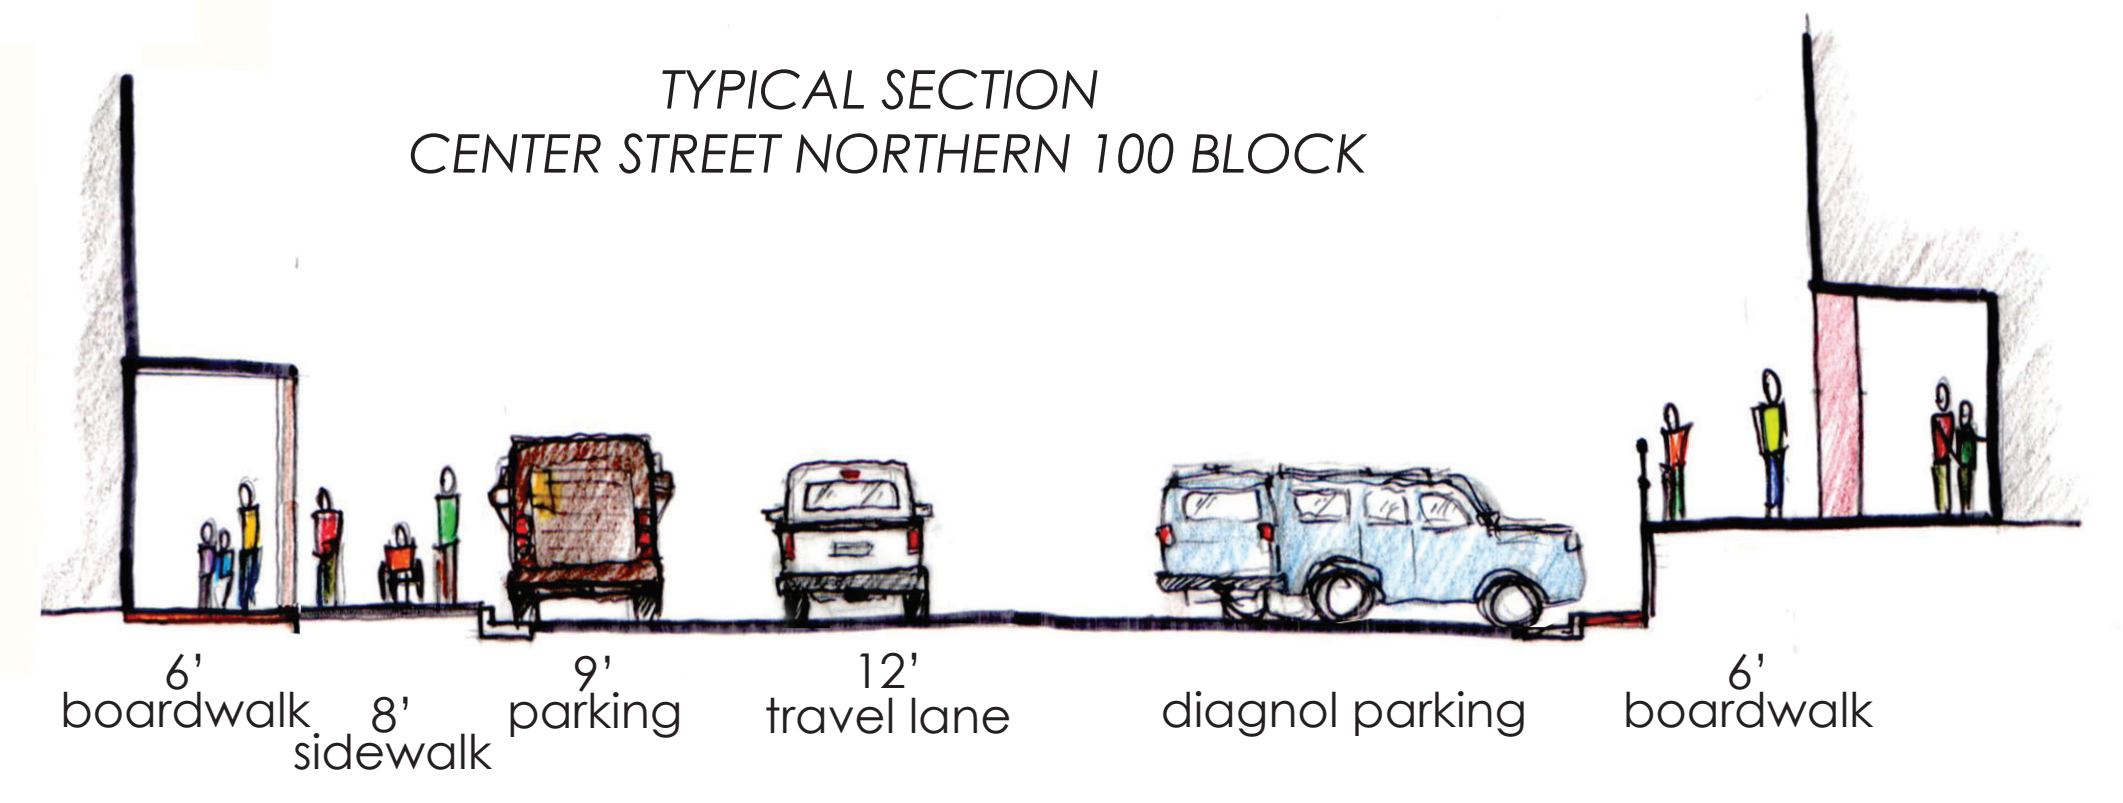 TYPICAL SECTION
CENTER STREET NORTHERN 100 BLOCK
6’
boardwalk
8’
sidewalk
9’
parking
12’
travel lane
diagnol parking
6’
boardwalk